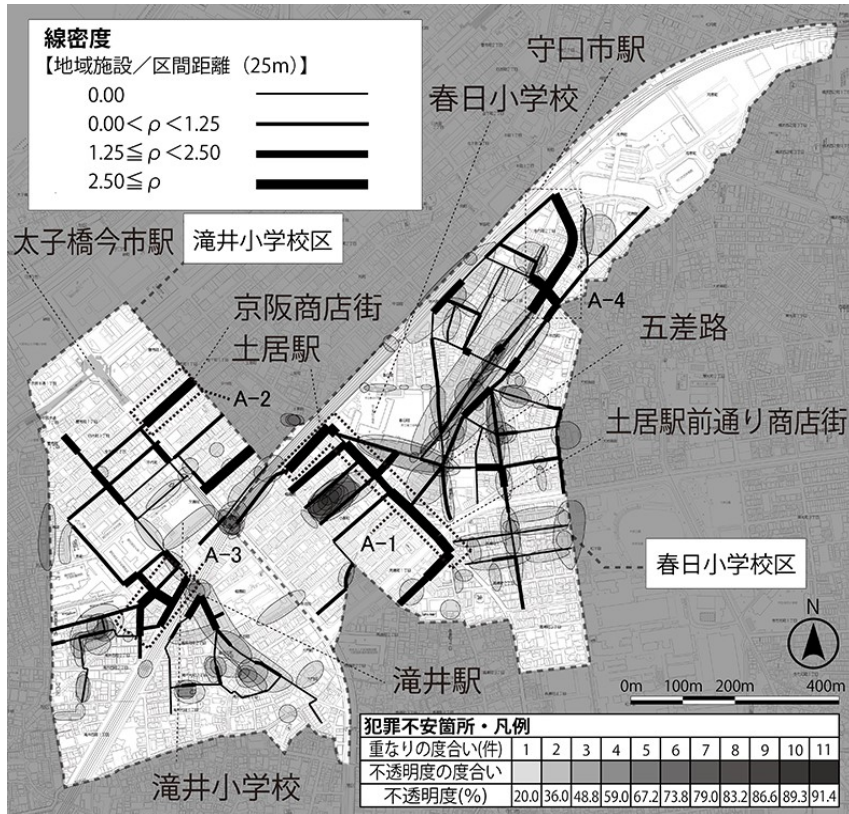 線密度
【地域施設／区間距離（25m）】
0.00
0.00＜ρ＜1.25
1.25≦ρ＜2.50
2.50≦ρ
守口市駅
春日小学校
太子橋今市駅
滝井小学校区
京阪商店街
土居駅
A-4
五差路
A-2
土居駅前通り商店街
A-3
A-1
春日小学校区
N
滝井駅
0m 100m 200m 400m
滝井小学校
犯罪不安箇所・凡例
重なりの度合い(件) 1 2 3 4 5 6 7 8 9 10 11
不透明度の度合い
不透明度(%) 20.0 36.0 48.8 59.0 67.2 73.8 79.0 83.2 86.6 89.3 91.4